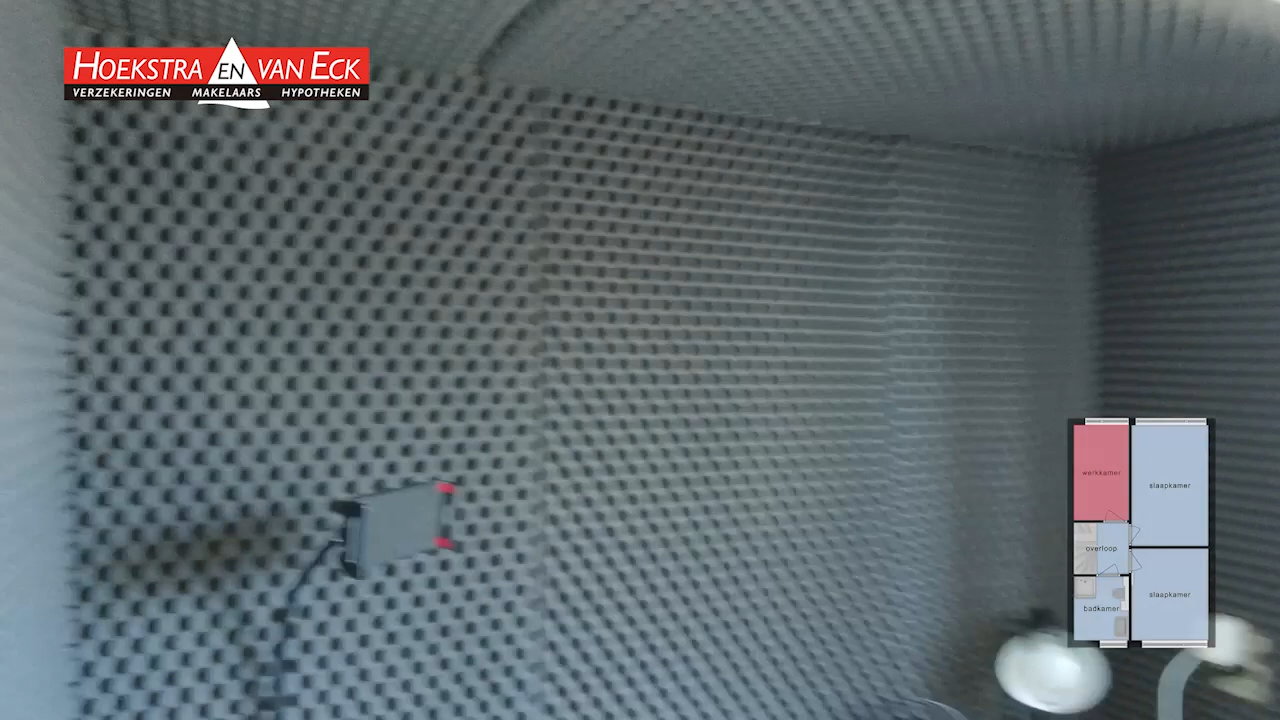 HOEKSTRA EN VAN ECK
VERZEKERINGEN MAKELAARS HYPOTHEKEN
werkkamer
slaapkamer
overloop
slaapkamer
badkamer